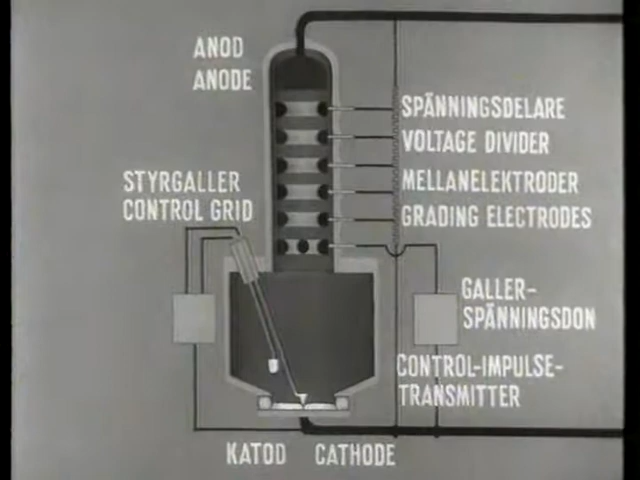 ANOD
ANODE
SPÄNNINGSDELARE
VOLTAGE DIVIDER
STYRGALLER
CONTROL GRID
MELLANELEKTRODER
GRADING ELECTRODES
GALLER-
SPÄNNINGSDON
CONTROL-IMPULSE-
TRANSMITTER
KATOD CATHODE